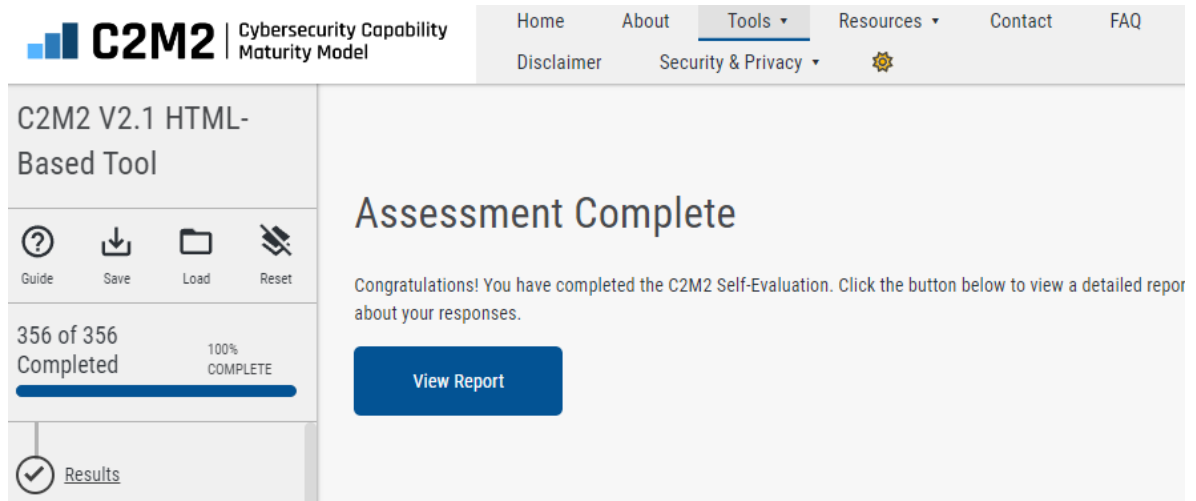 C2M2 Cybersecurity Capability
Maturity Model
Home About Tools Resources Contact FAQ
Disclaimer Security & Privacy
C2M2 V2.1 HTML-
Based Tool
Guide Save Load Reset
356 of 356
Completed
100%
COMPLETE
Results
Assessment Complete
Congratulations! You have completed the C2M2 Self-Evaluation. Click the button below to view a detailed repor
about your responses.
View Report